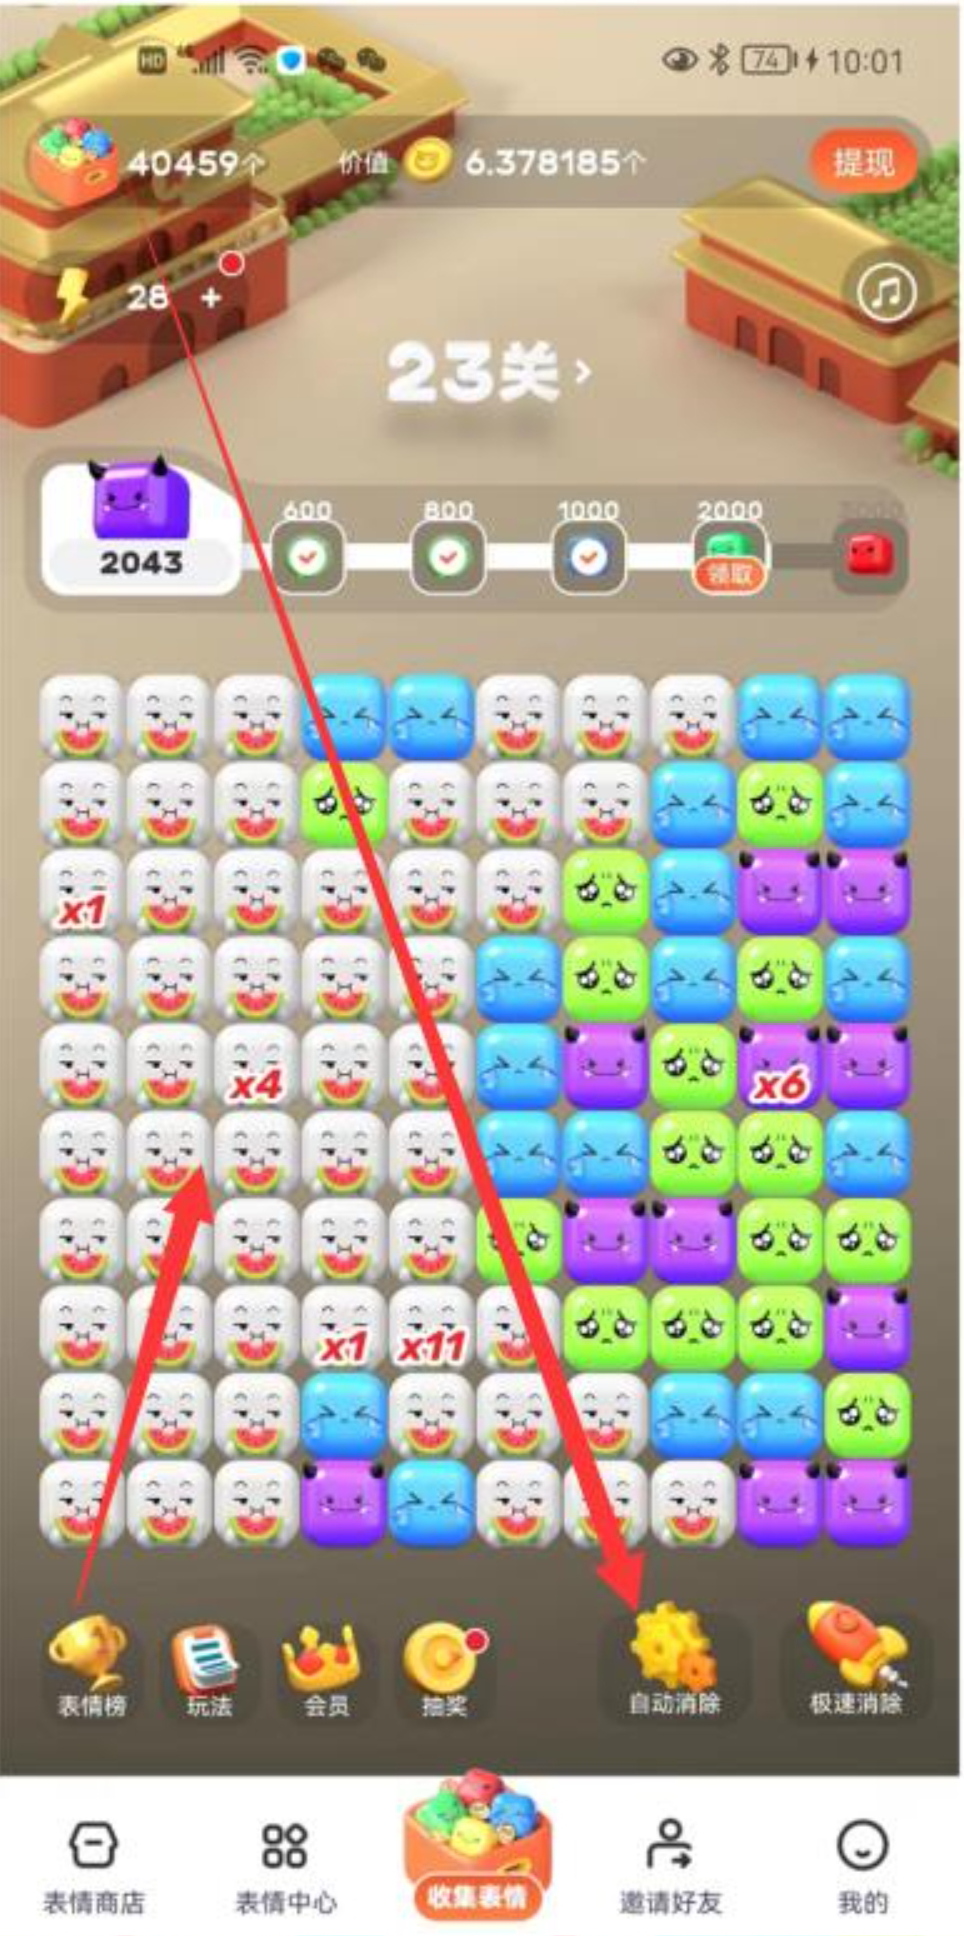 HD 74 10:01
40459个 价值 6.378185个 提现
28 +
23关
2043 600 800 1000 2000
领取
x1
x4 x6
x1 x11
表情榜 玩法 会员 抽奖 自动消除 极速消除
表情商店 表情中心 收集表情 邀请好友 我的